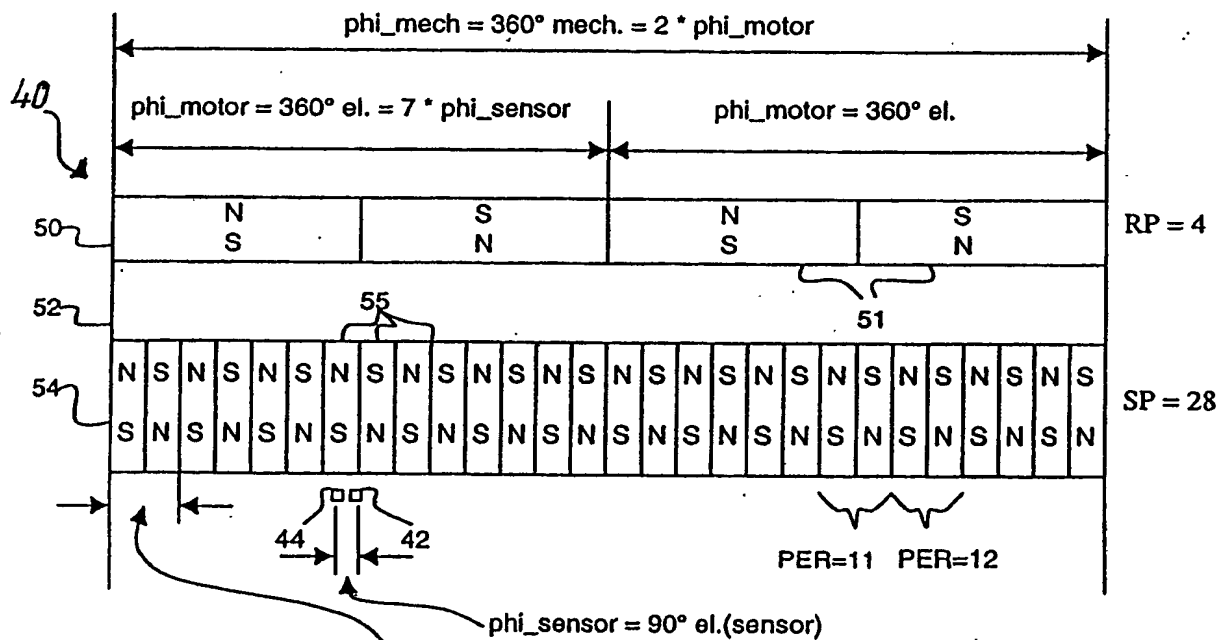 phi_mech = 360° mech. = 2 * phi_motor
40
phi_motor = 360° el. = 7 * phi_sensor
phi_motor = 360° el.
N S N S
50
S N S N
RP = 4
52
55
51
N S N S N S N S N S N S N S N S N S N S N S N S N S N S
54
S N S N S N S N S N S N S N S N S N S N S N S N S N S N
SP = 28
44
42
PER=11
PER=12
phi_sensor = 90° el.(sensor)